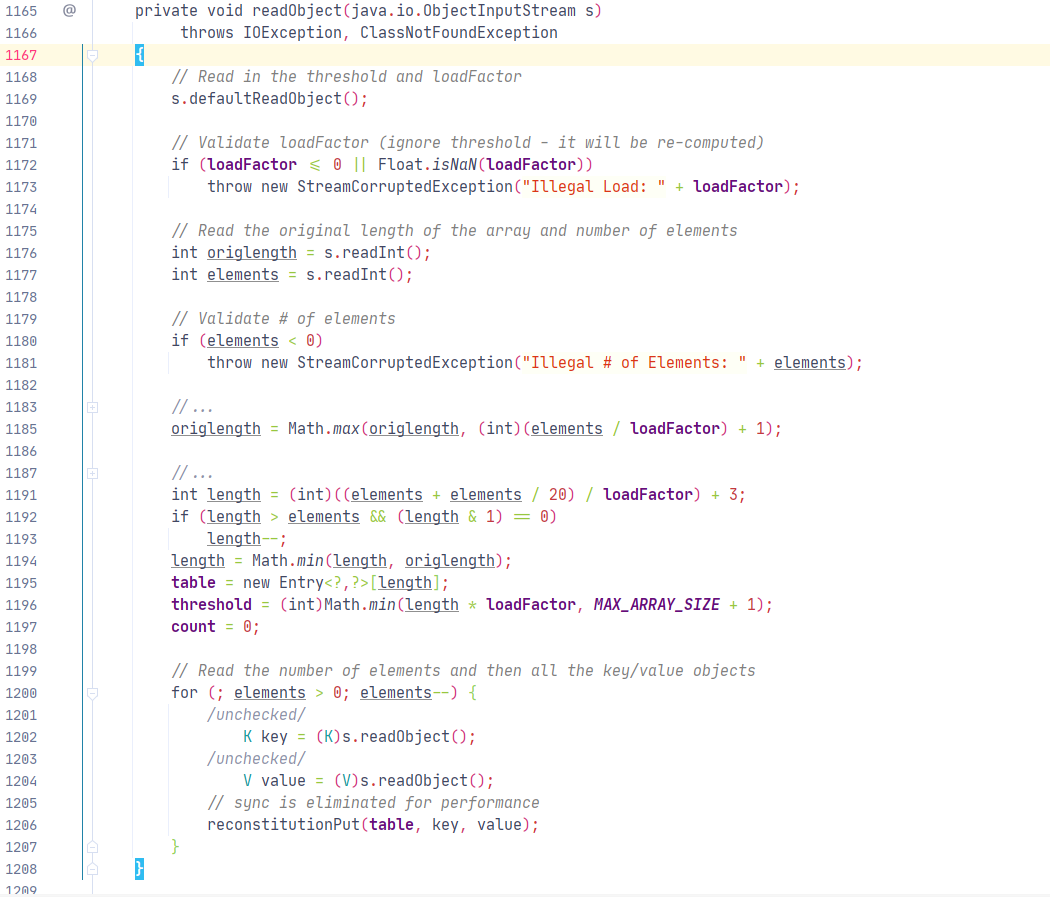 1165 @ private void readObject(java.io.ObjectInputStream s)
1166 throws IOException, ClassNotFoundException
1167 {
1168 // Read in the threshold and loadFactor
1169 s.defaultReadObject();
1170
1171 // Validate loadFactor (ignore threshold - it will be re-computed)
1172 if (loadFactor <= 0 || Float.isNaN(loadFactor))
1173 throw new StreamCorruptedException("Illegal Load: " + loadFactor);
1174
1175 // Read the original length of the array and number of elements
1176 int origlength = s.readInt();
1177 int elements = s.readInt();
1178
1179 // Validate # of elements
1180 if (elements < 0)
1181 throw new StreamCorruptedException("Illegal # of Elements: " + elements);
1182
1183 //...
1185 origlength = Math.max(origlength, (int)(elements / loadFactor) + 1);
1186
1187 //...
1191 int length = (int)((elements + elements / 20) / loadFactor) + 3;
1192 if (length > elements && (length & 1) == 0)
1193 length--;
1194 length = Math.min(length, origlength);
1195 table = new Entry<?,?>[length];
1196 threshold = (int)Math.min(length * loadFactor, MAX_ARRAY_SIZE + 1);
1197 count = 0;
1198
1199 // Read the number of elements and then all the key/value objects
1200 for (; elements > 0; elements--) {
1201 /unchecked/
1202 K key = (K)s.readObject();
1203 /unchecked/
1204 V value = (V)s.readObject();
1205 // sync is eliminated for performance
1206 reconstitutionPut(table, key, value);
1207 }
1208 }
1209